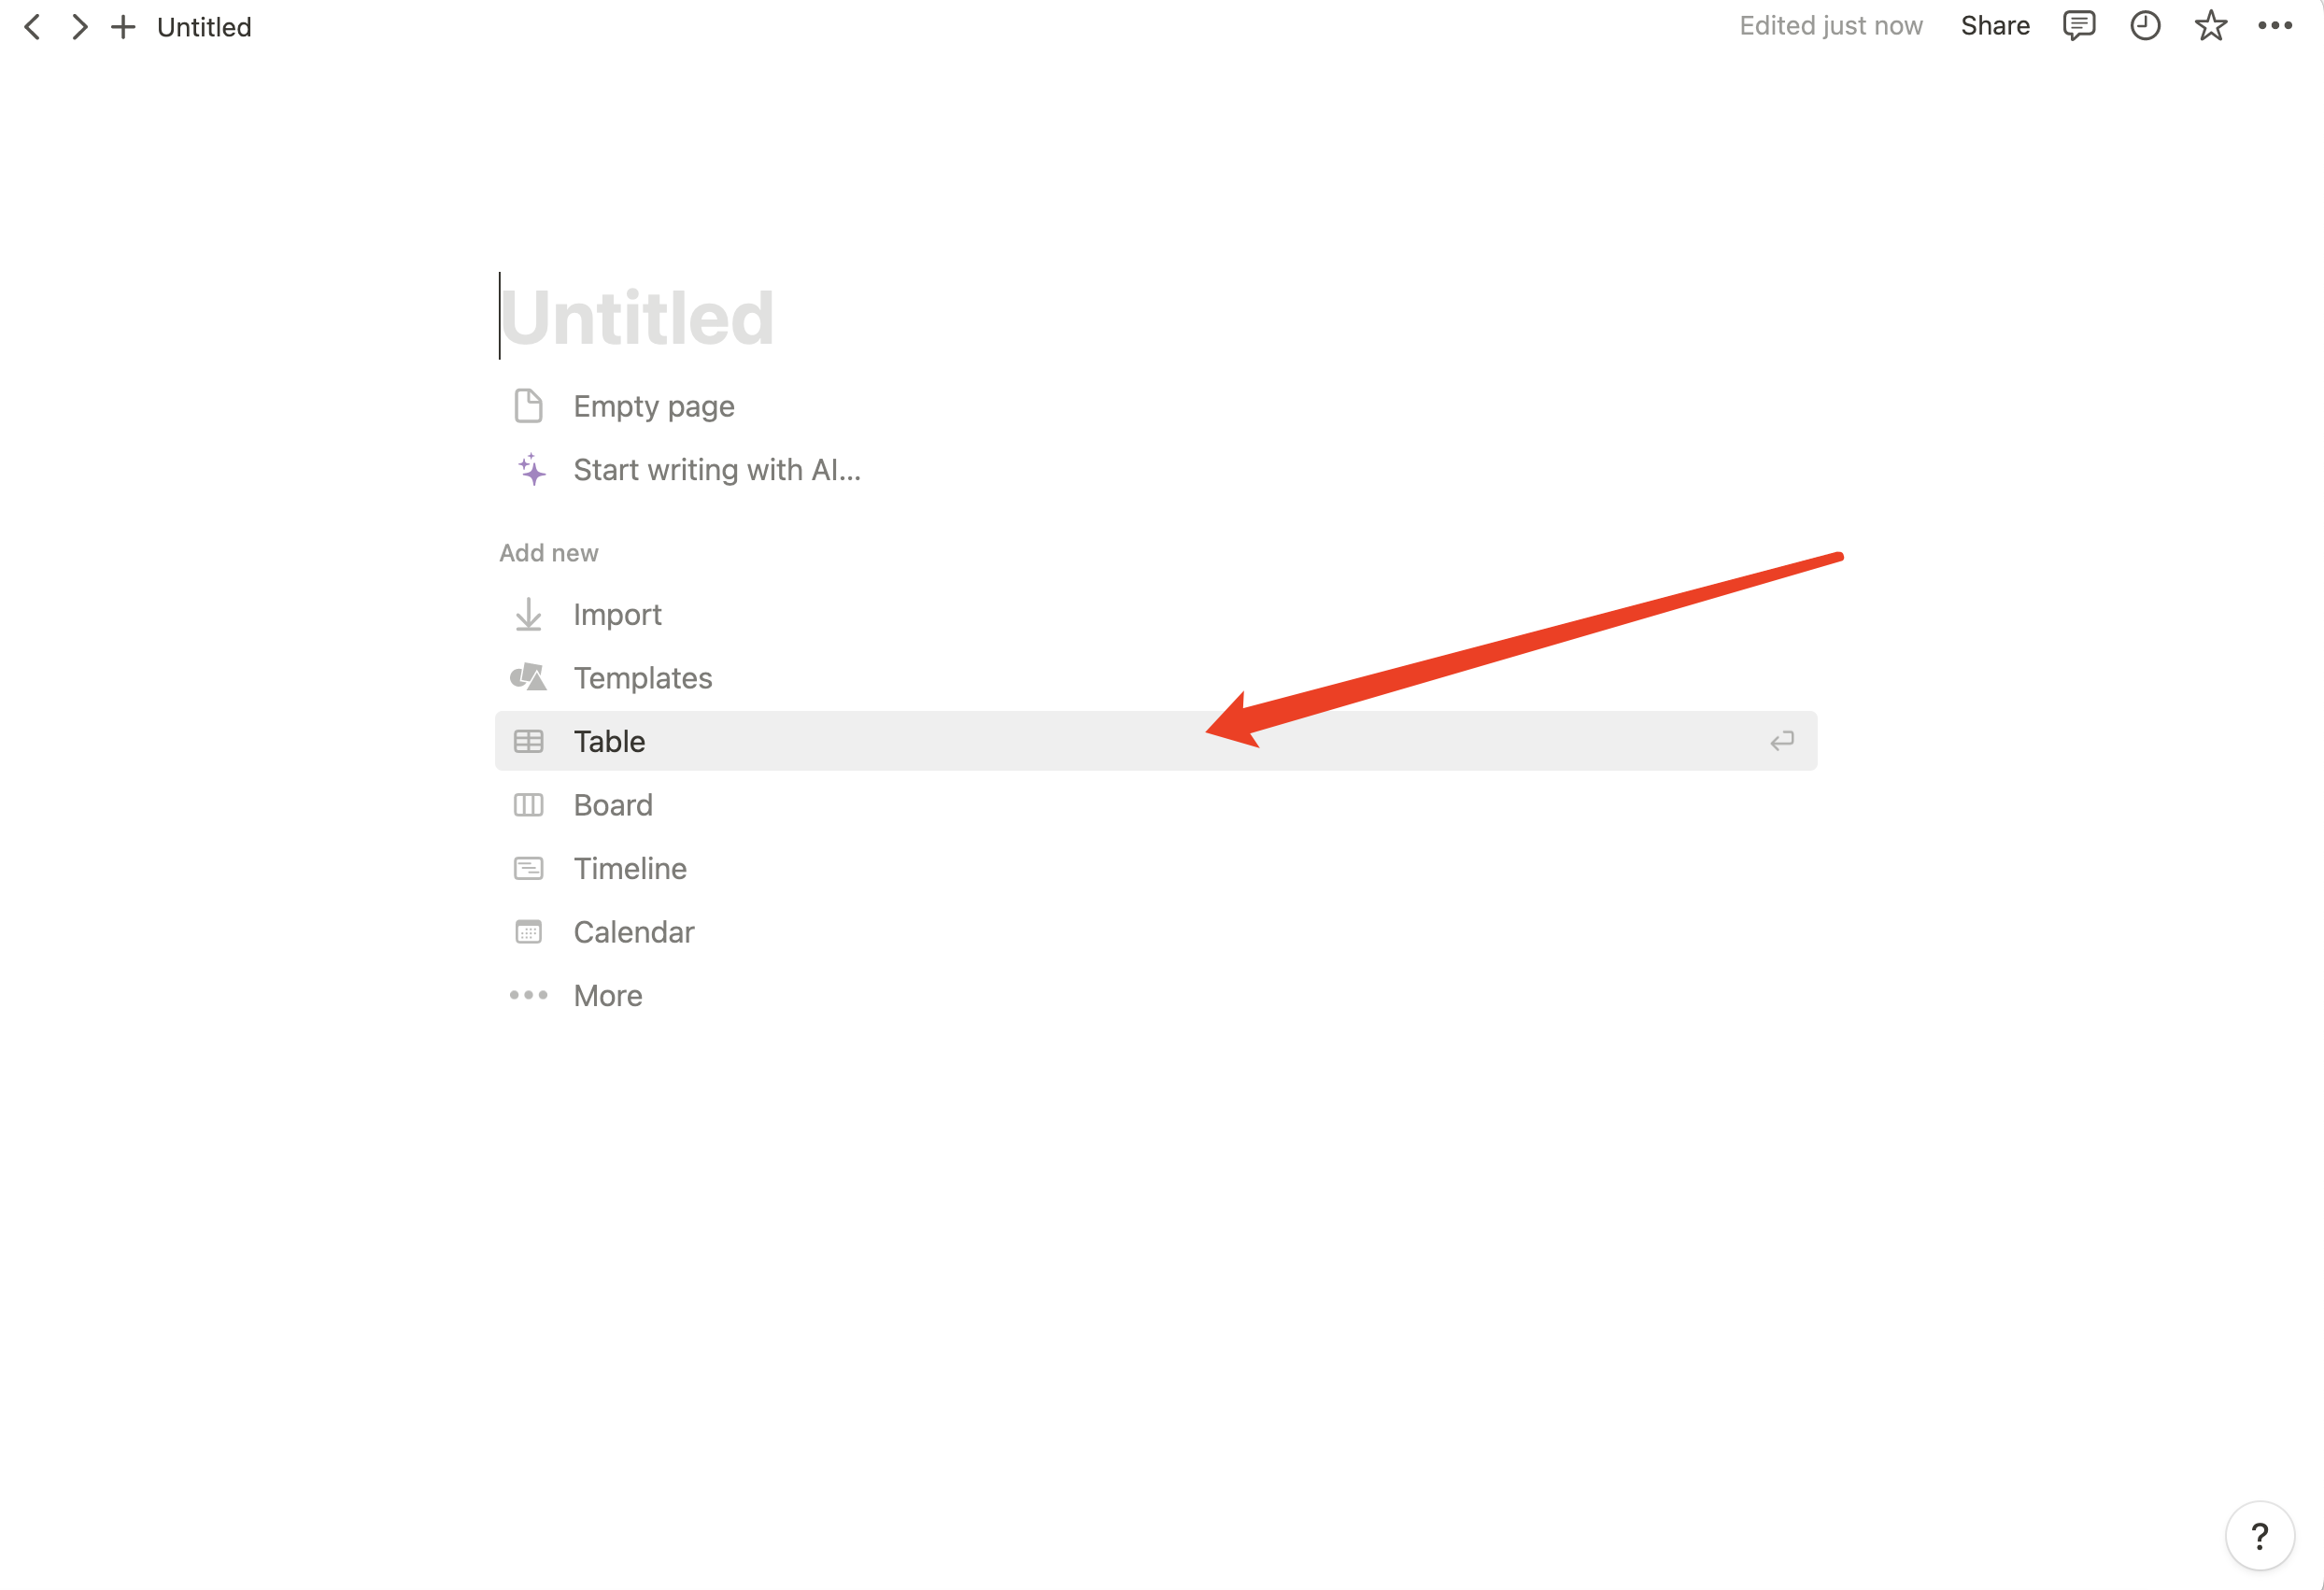 Untitled
Edited just now Share
Untitled
Empty page
Start writing with AI...
Add new
Import
Templates
Table
Board
Timeline
Calendar
More
?